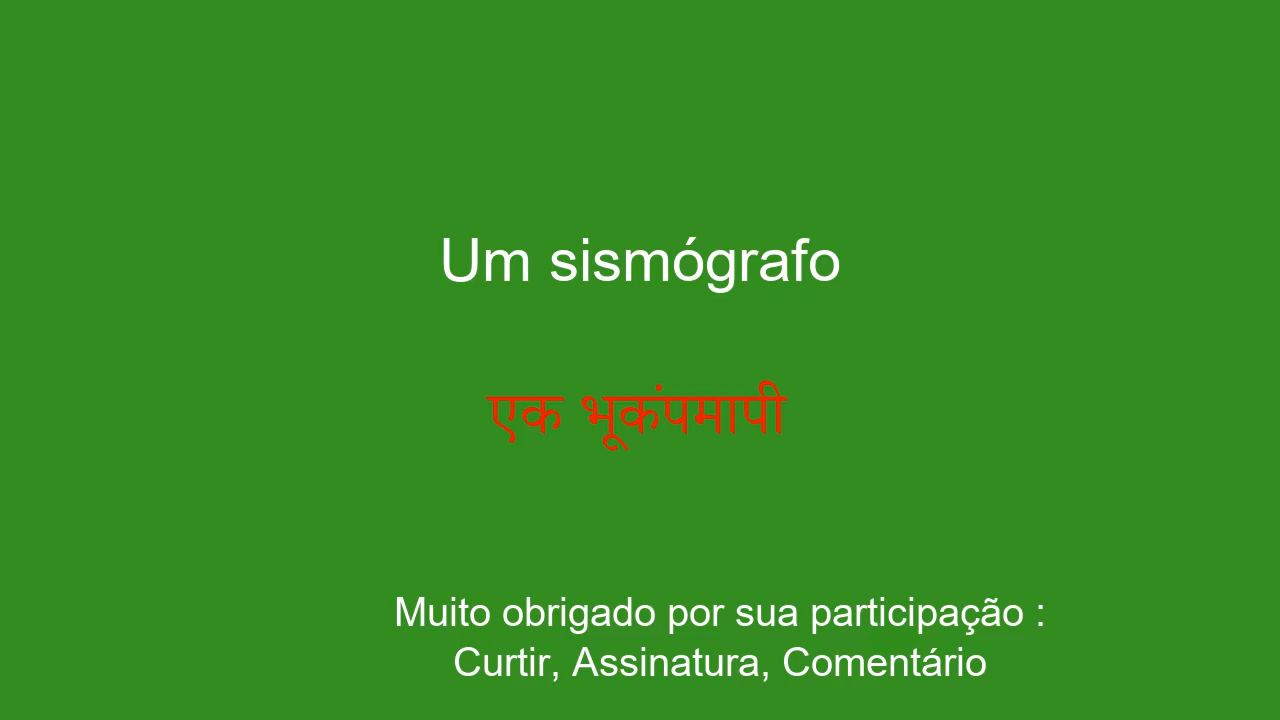 Um sismógrafo
एक भूकंपमापी
Muito obrigado por sua participação :
Curtir, Assinatura, Comentário